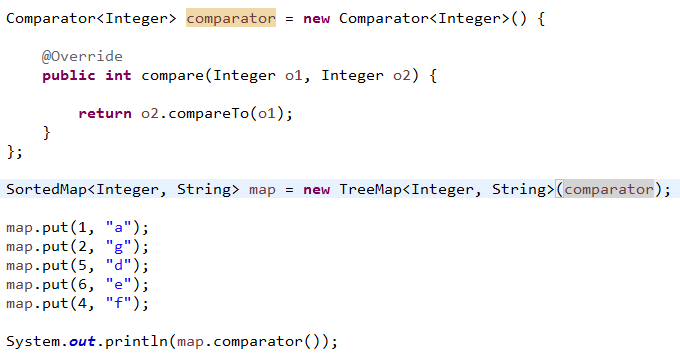 Comparator<Integer> comparator = new Comparator<Integer>() {
@Override
public int compare(Integer o1, Integer o2) {
return o2.compareTo(o1);
}
};
SortedMap<Integer, String> map = new TreeMap<Integer, String>(comparator);
map.put(1, "a");
map.put(2, "g");
map.put(5, "d");
map.put(6, "e");
map.put(4, "f");
System.out.println(map.comparator());